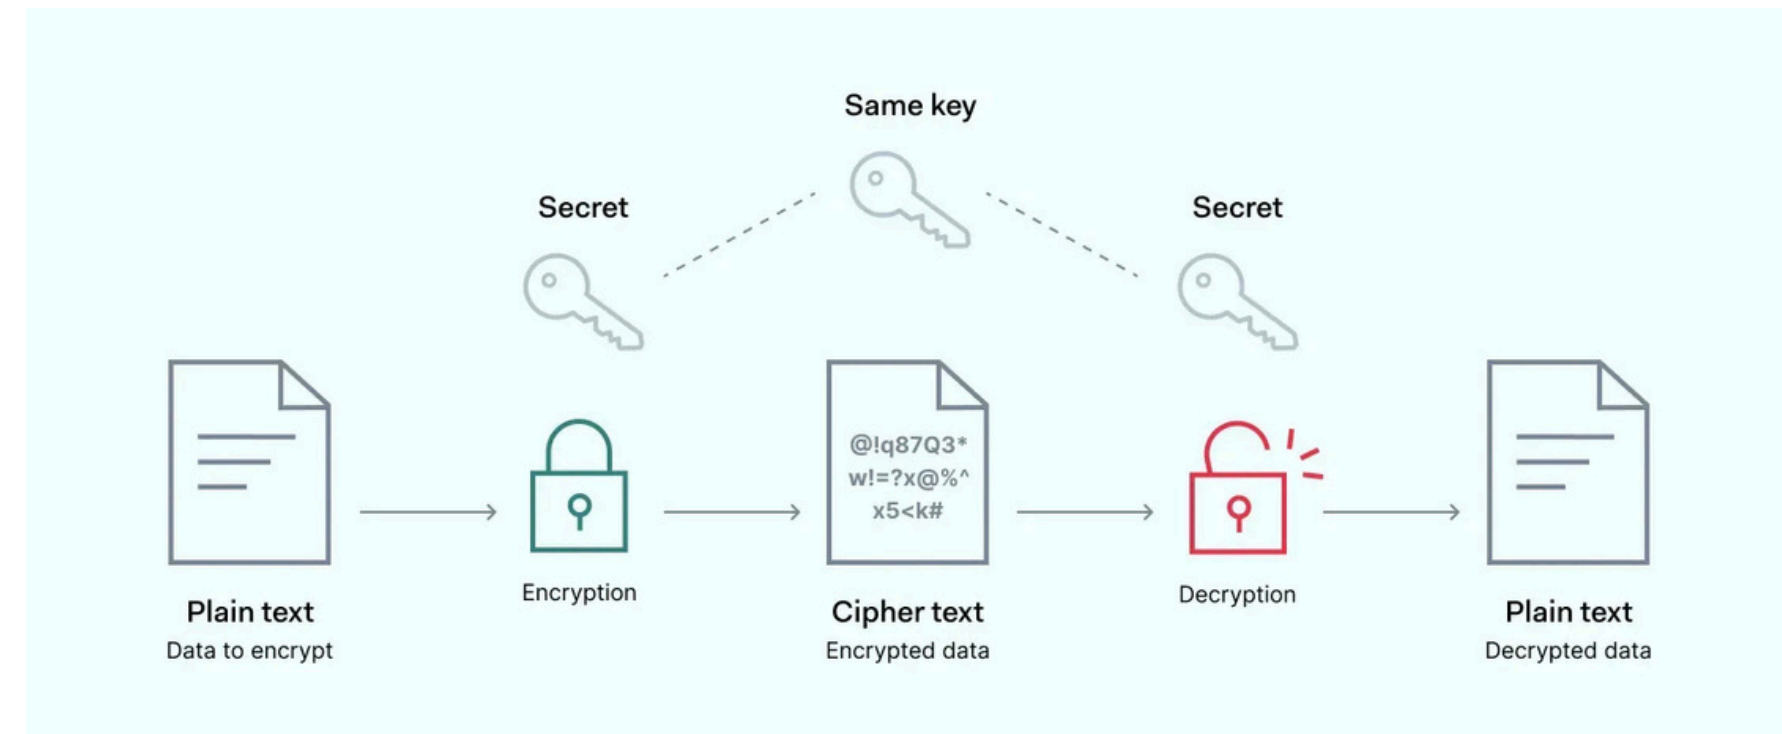 Same key
Secret
Secret
@!q87Q3*
w!=?x@%^
x5<k#
Encryption
Decryption
Plain text
Data to encrypt
Cipher text
Encrypted data
Plain text
Decrypted data